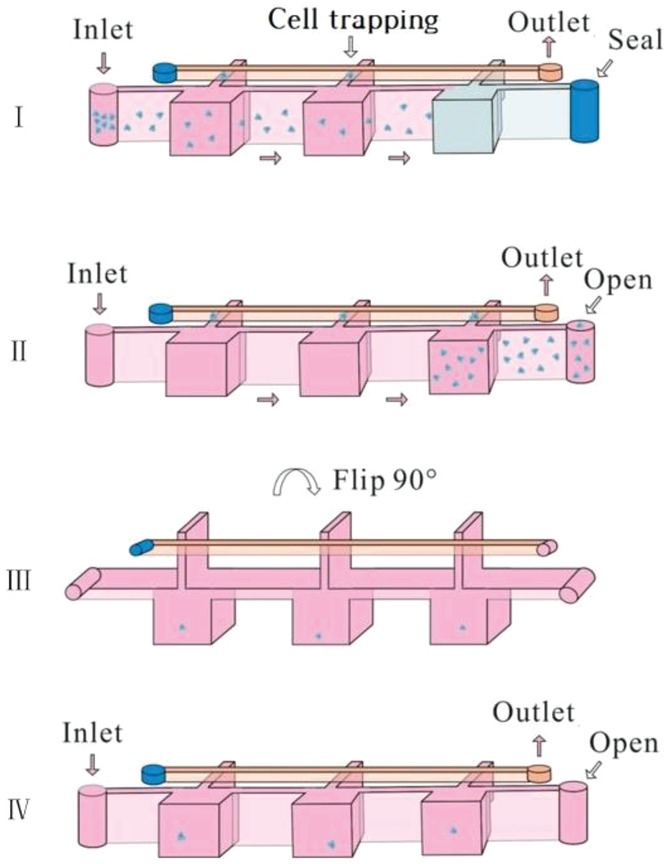 Cell trapping
Inlet
Outlet
Seal
I
Inlet
Outlet
Open
II
Flip 90°
III
Inlet
Outlet
Open
IV